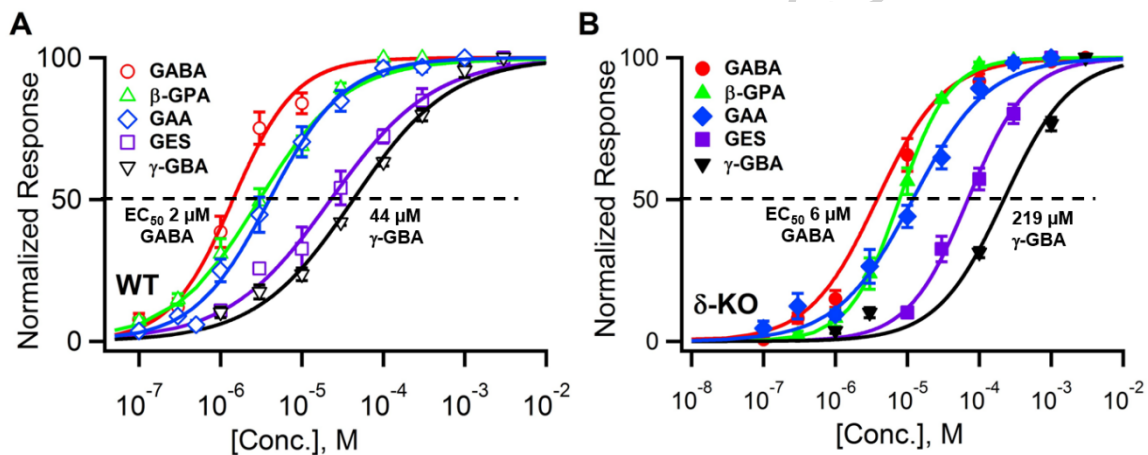 A
Normalized Response
100
50
0
GABA
β-GPA
GAA
GES
γ-GBA
EC50 2 µM
GABA
44 µM
γ-GBA
WT
10-7
10-6
10-5
10-4
10-3
10-2
[Conc.], M
B
Normalized Response
100
50
0
GABA
β-GPA
GAA
GES
γ-GBA
EC50 6 µM
GABA
219 µM
γ-GBA
δ-KO
10-8
10-7
10-6
10-5
10-4
10-3
10-2
[Conc.], M